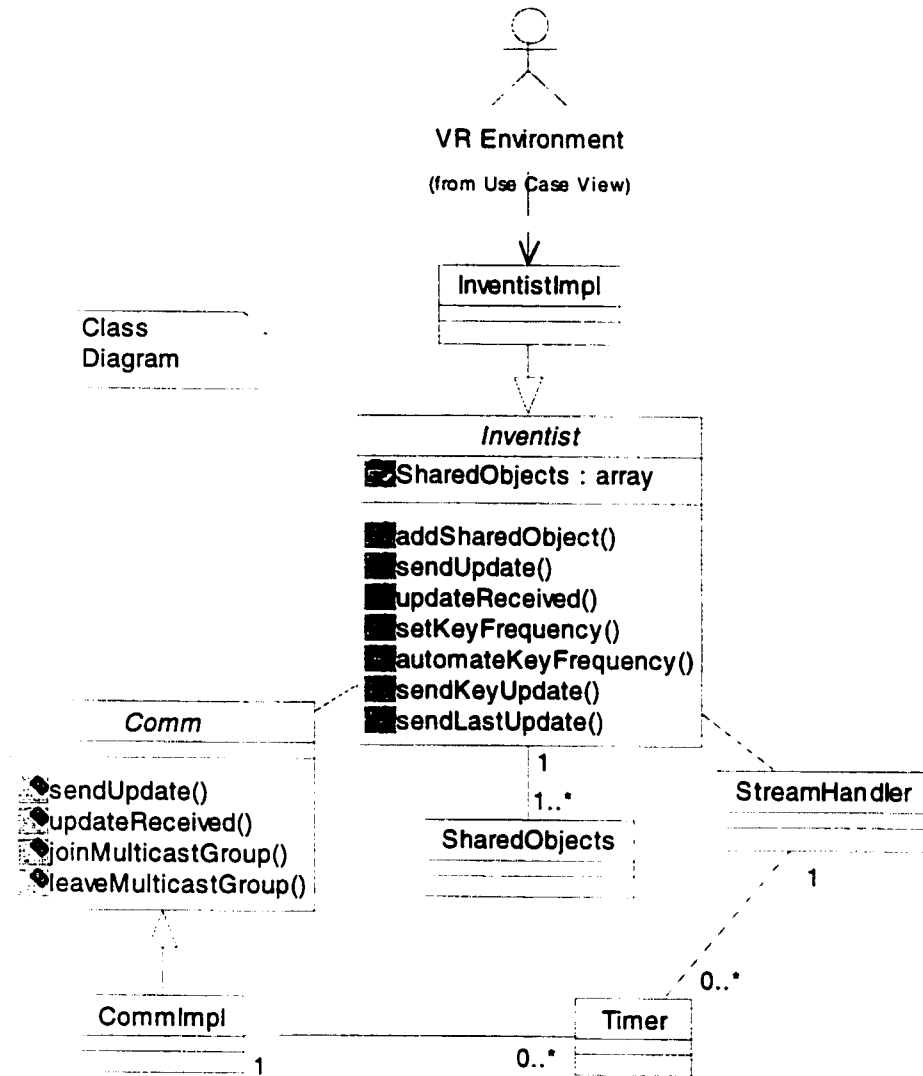 VR Environment
(from Use Case View)
InventistImpl
Class
Diagram
Inventist
SharedObjects : array
addSharedObject()
sendUpdate()
updateReceived()
setKeyFrequency()
automateKeyFrequency()
sendKeyUpdate()
sendLastUpdate()
Comm
sendUpdate()
updateReceived()
joinMulticastGroup()
leaveMulticastGroup()
1
1..*
SharedObjects
StreamHandler
1
0..*
CommImpl
1
0..*
Timer